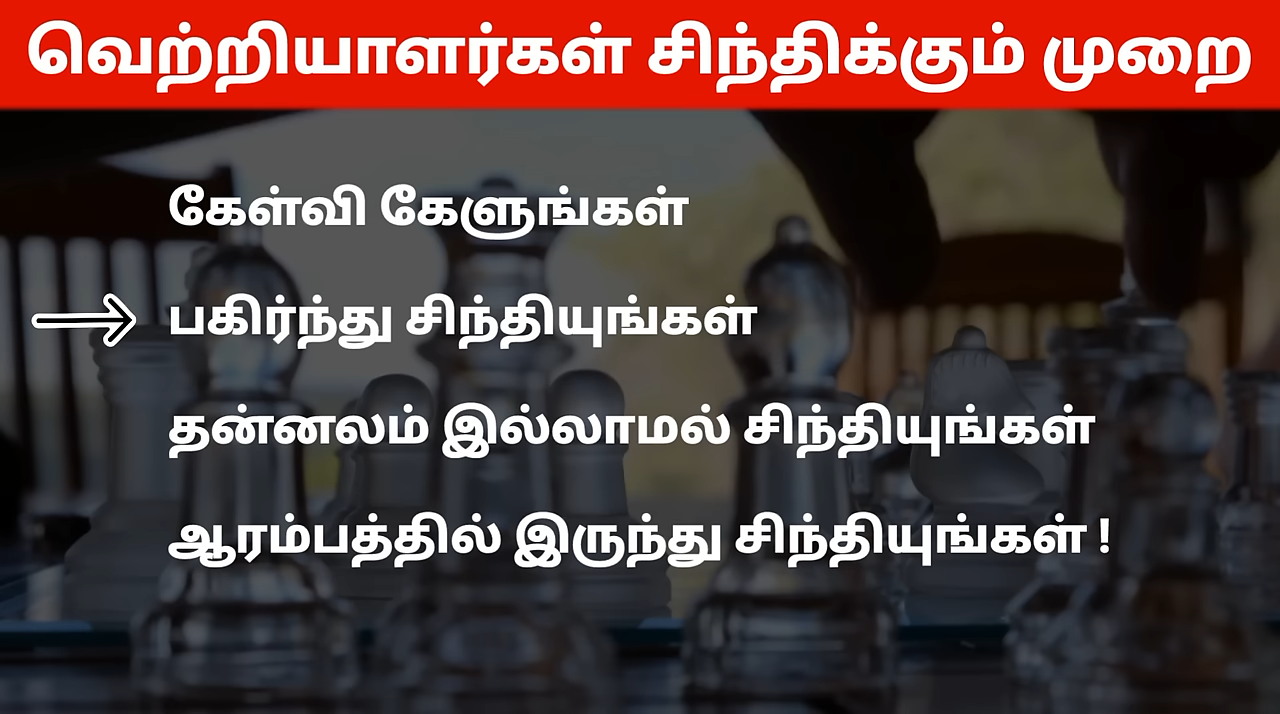 வெற்றியாளர்கள் சிந்திக்கும் முறை
கேள்வி கேளுங்கள்
பகிர்ந்து சிந்தியுங்கள்
தன்னலம் இல்லாமல் சிந்தியுங்கள்
ஆரம்பத்தில் இருந்து சிந்தியுங்கள் !